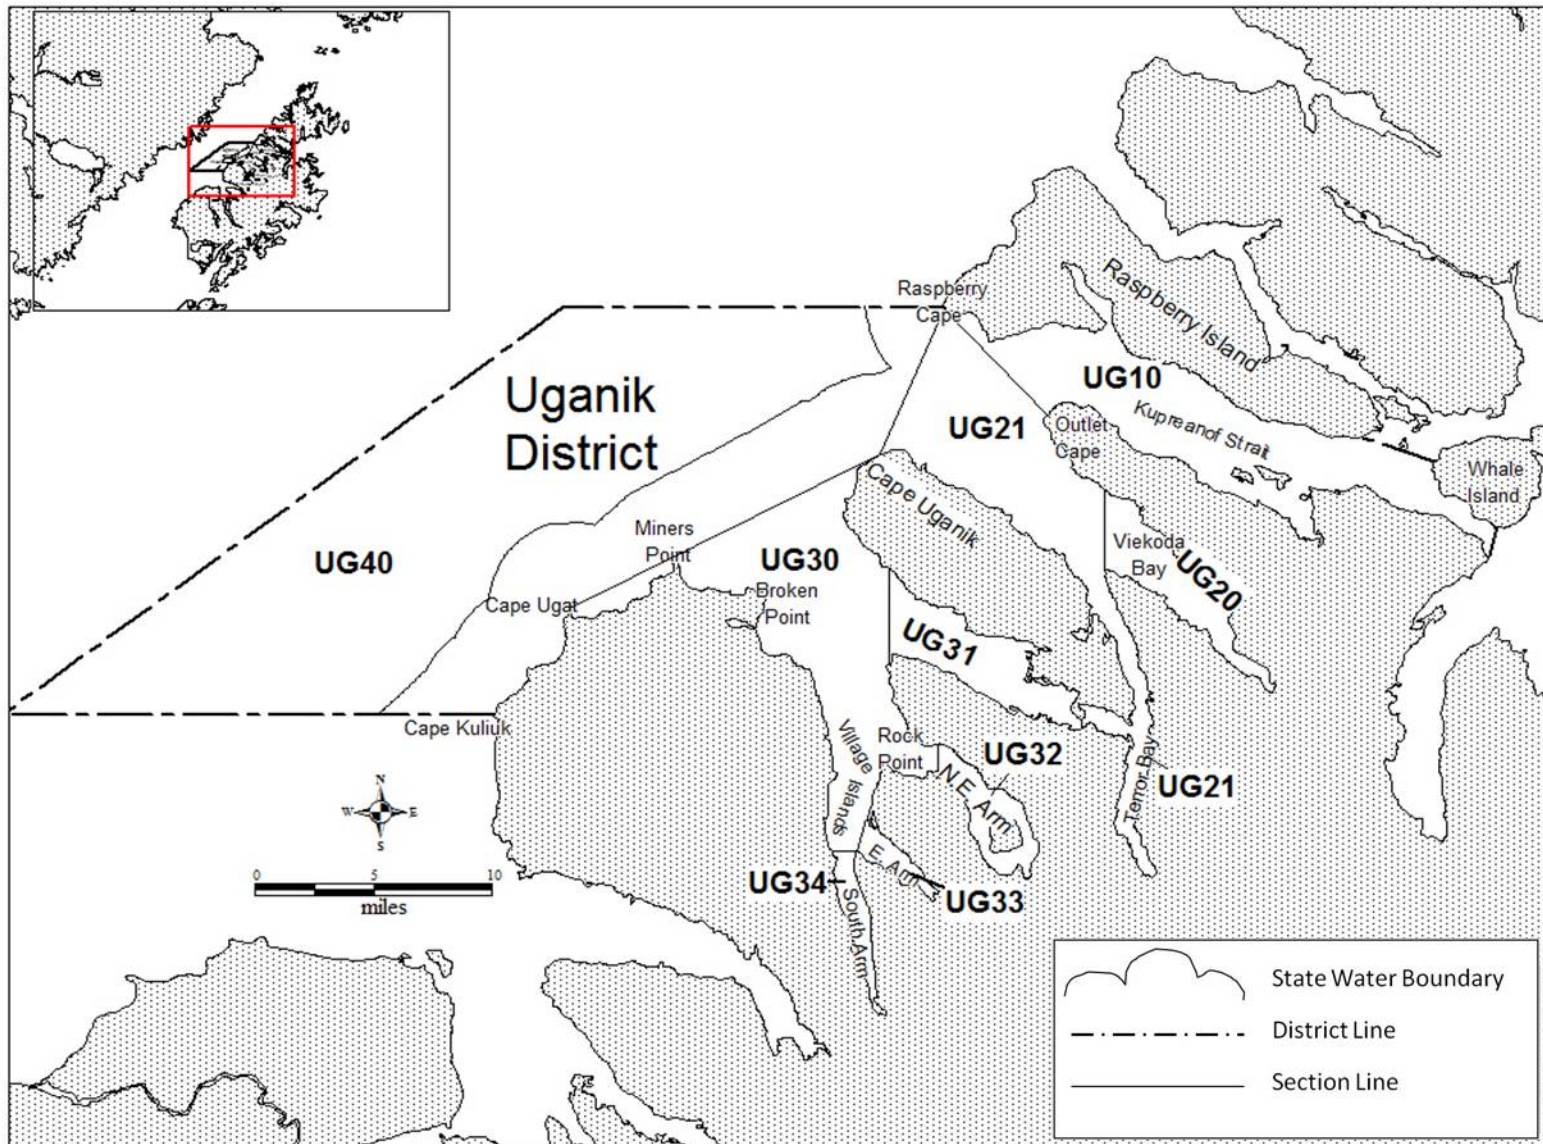 Raspberry
Cape
Raspberry Island
Uganik
District
UG10
UG21
Kupreanof Strait
Outlet
Cape
Whale
Island
Cape Uganik
Miners
Point
UG30
UG40
Viekoda
Bay
UG20
Broken
Point
Cape Ugat
UG31
Cape Kuliuk
Village Islands
Rock
Point
UG32
N.E. Arm
Terror Bay
UG21
N
W
E
S
E. Arm
UG34
UG33
South Arm
0
5
10
miles
State Water Boundary
District Line
Section Line